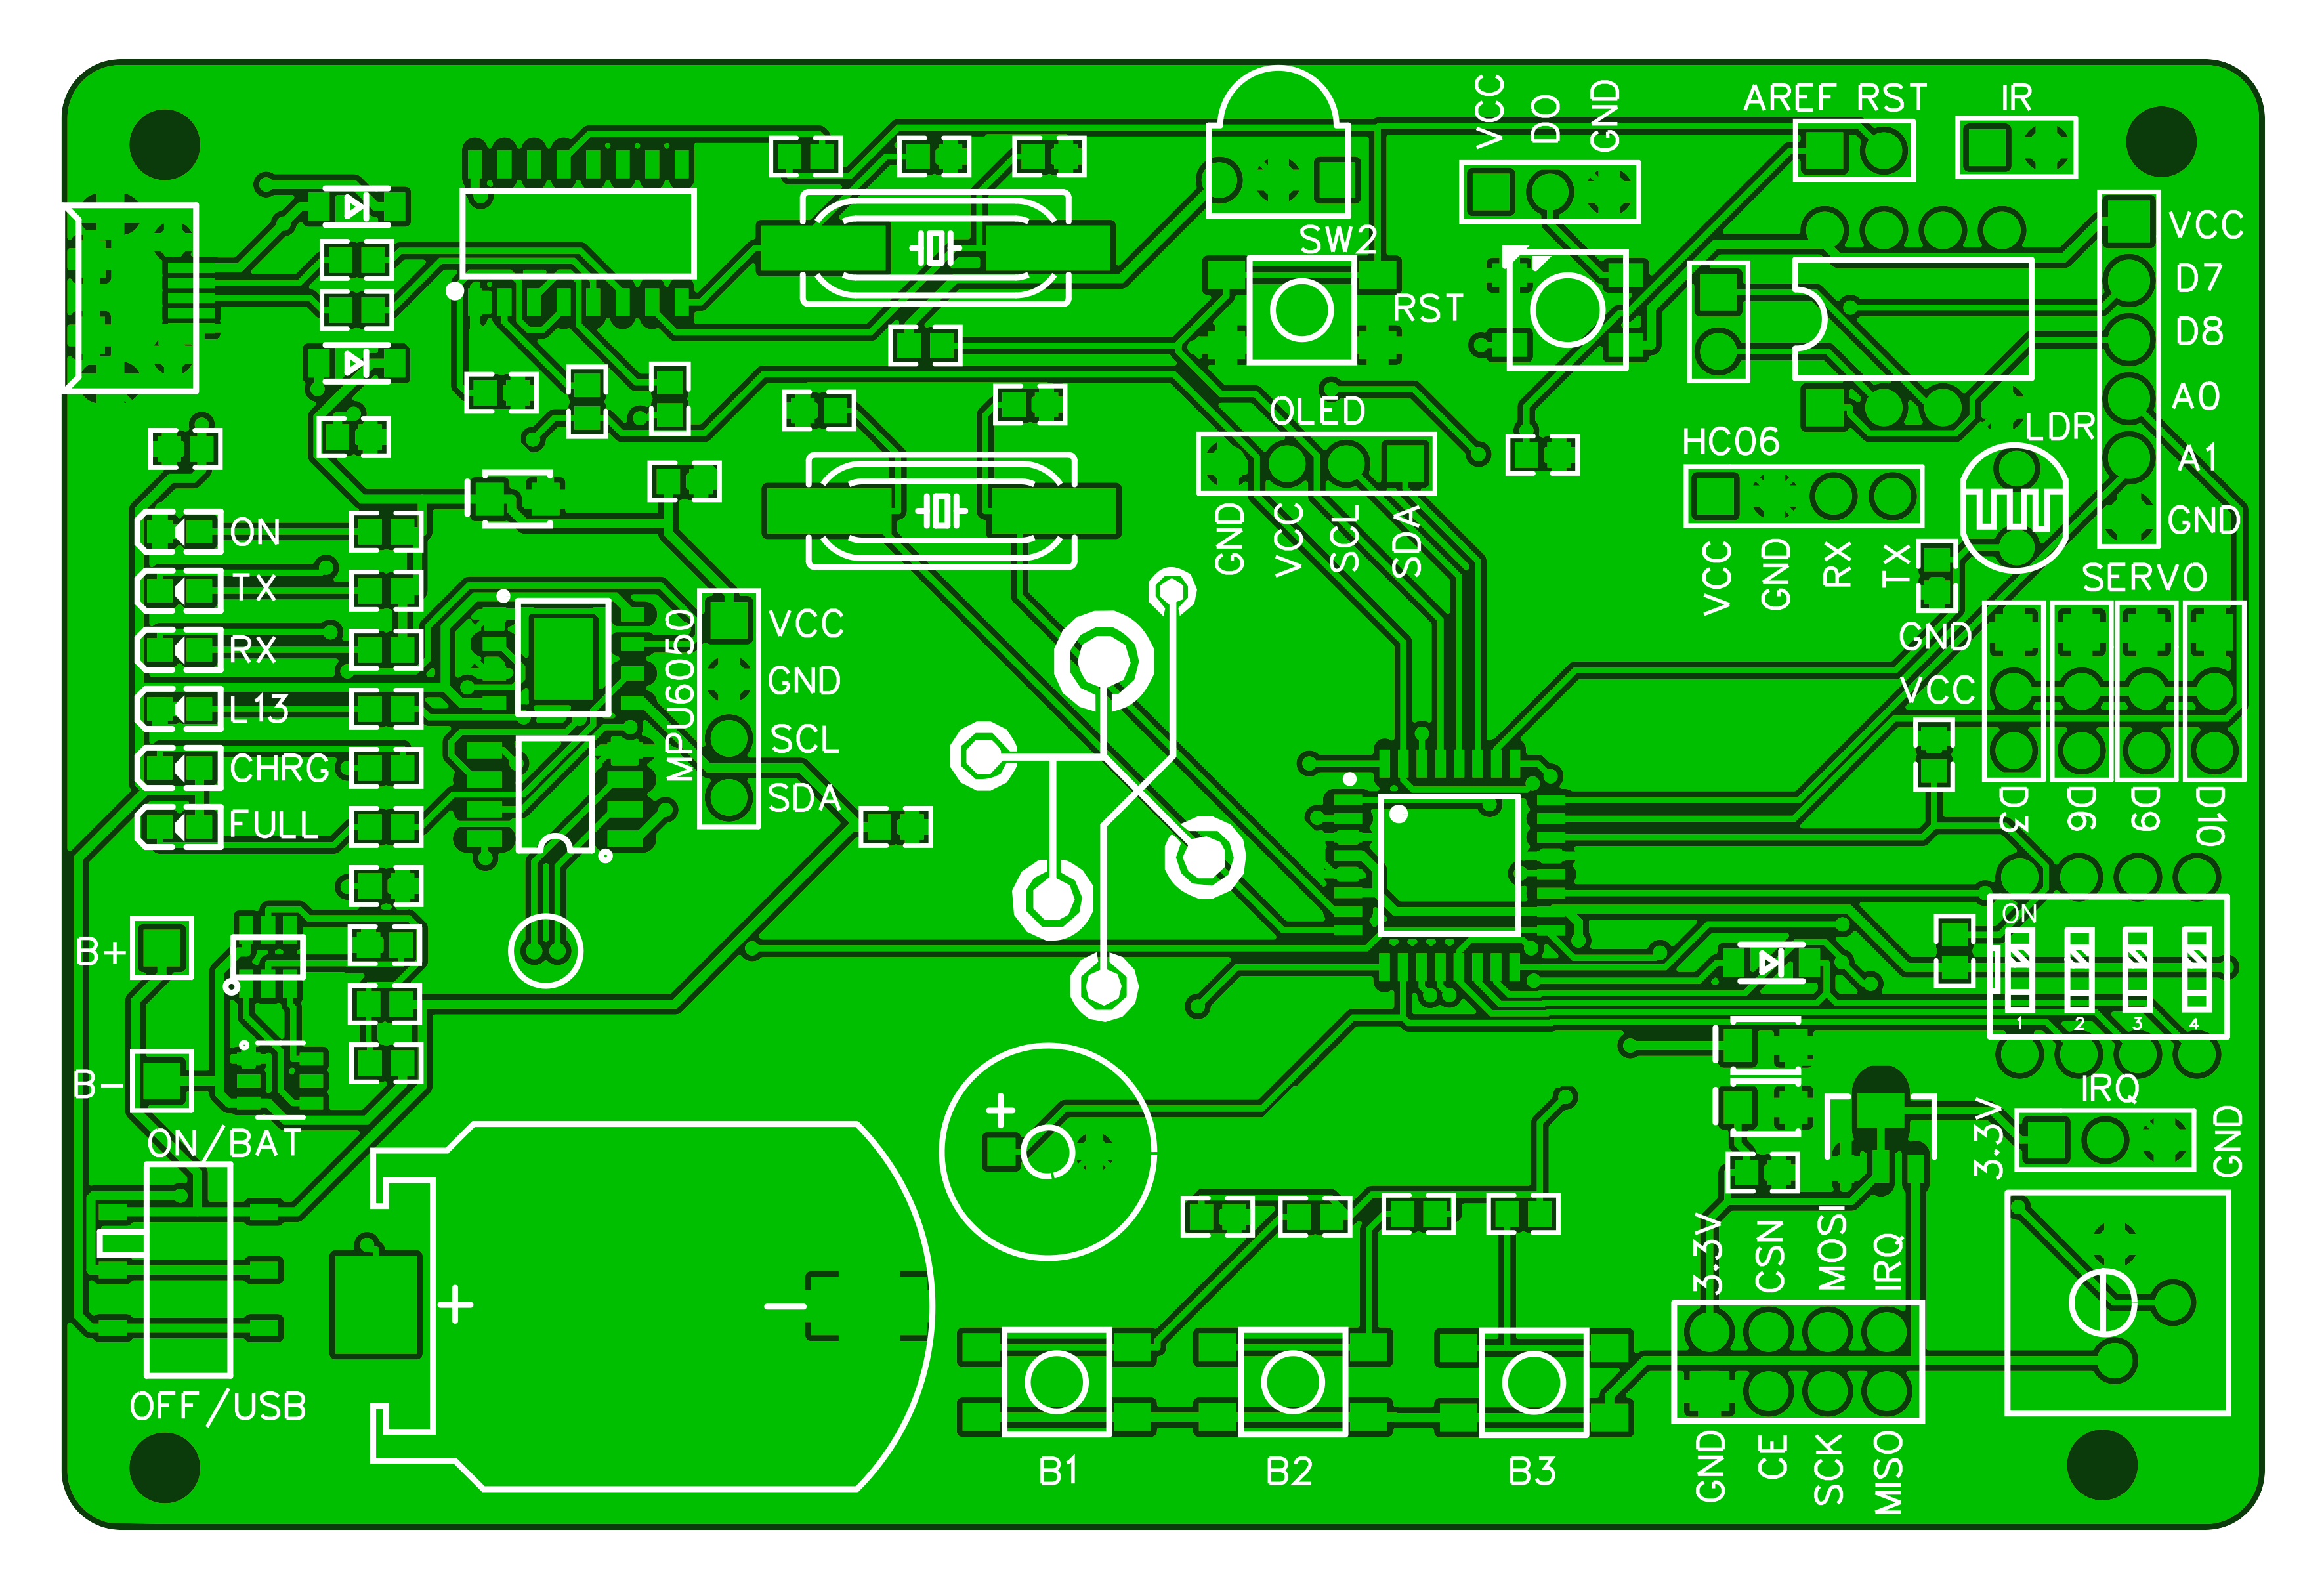 AREF RST
IR
VCC
DO
GND
SW2
RST
VCC
D7
D8
A0
A1
GND
OLED
GND
VCC
SCL
SDA
HC06
VCC
GND
RX
TX
LDR
SERVO
GND
VCC
D3
D6
D9
D10
ON
TX
RX
L13
CHRG
FULL
MPU6050
VCC
GND
SCL
SDA
B+
B-
ON
1
2
3
4
IRQ
3.3V
GND
ON/BAT
OFF/USB
+
-
+
3.3V
CSN
MOSI
IRQ
GND
CE
SCK
MISO
B1
B2
B3